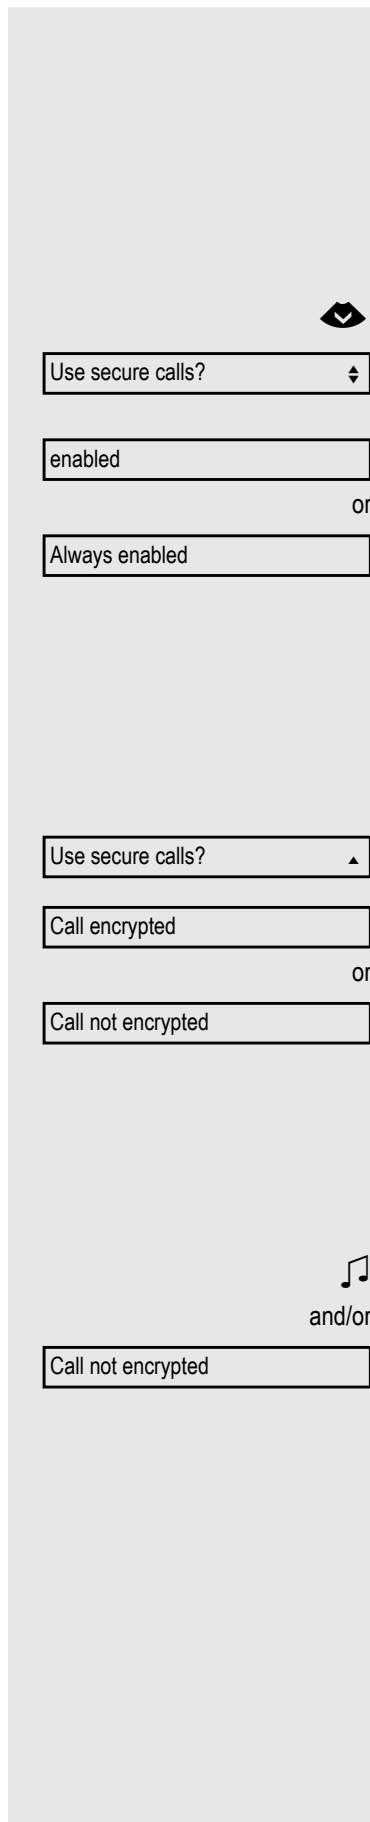 Use secure calls?
enabled
or
Always enabled
Use secure calls?
Call encrypted
or
Call not encrypted
and/or
Call not encrypted